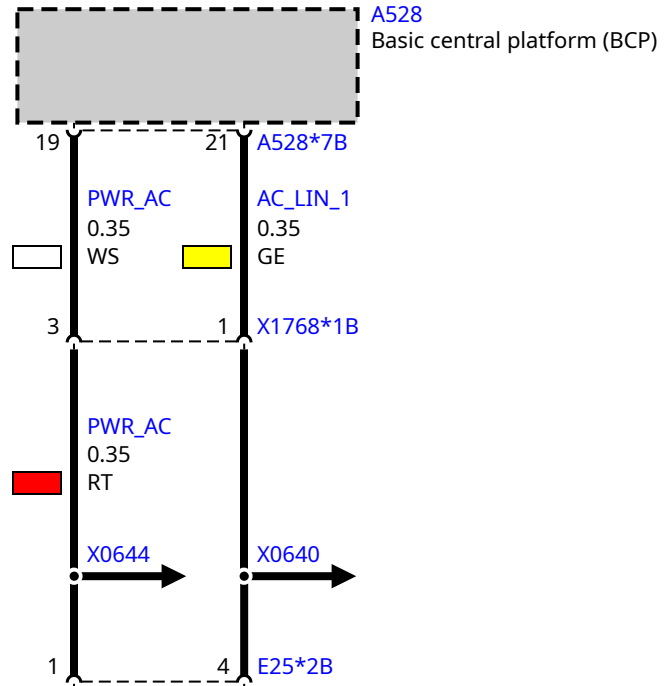 A528
Basic central platform (BCP)
19 21 A528*7B
PWR_AC AC_LIN_1
0.35 0.35
WS GE
3 1 X1768*1B
PWR_AC
0.35
RT
X0644 X0640
1 4 E25*2B